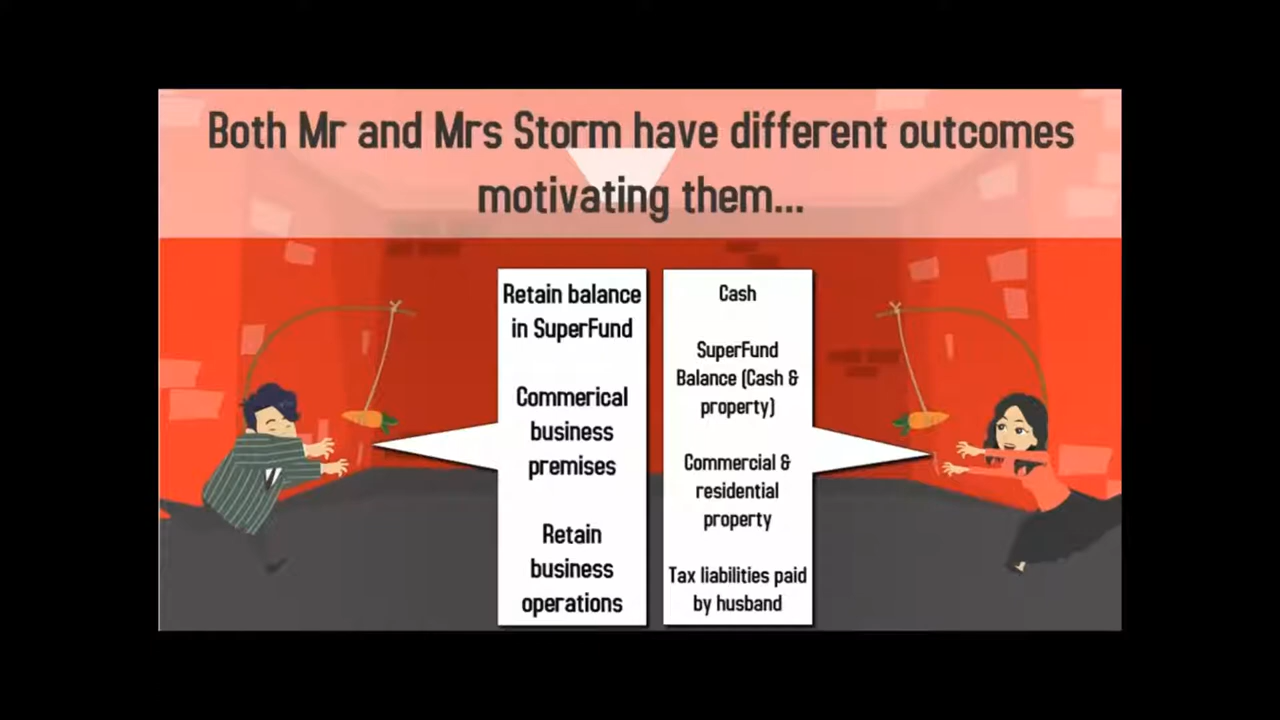 Both Mr and Mrs Storm have different outcomes
motivating them...
Retain balance
in SuperFund
Commerical
business
premises
Retain
business
operations
Cash
SuperFund
Balance (Cash &
property)
Commercial &
residential
property
Tax liabilities paid
by husband